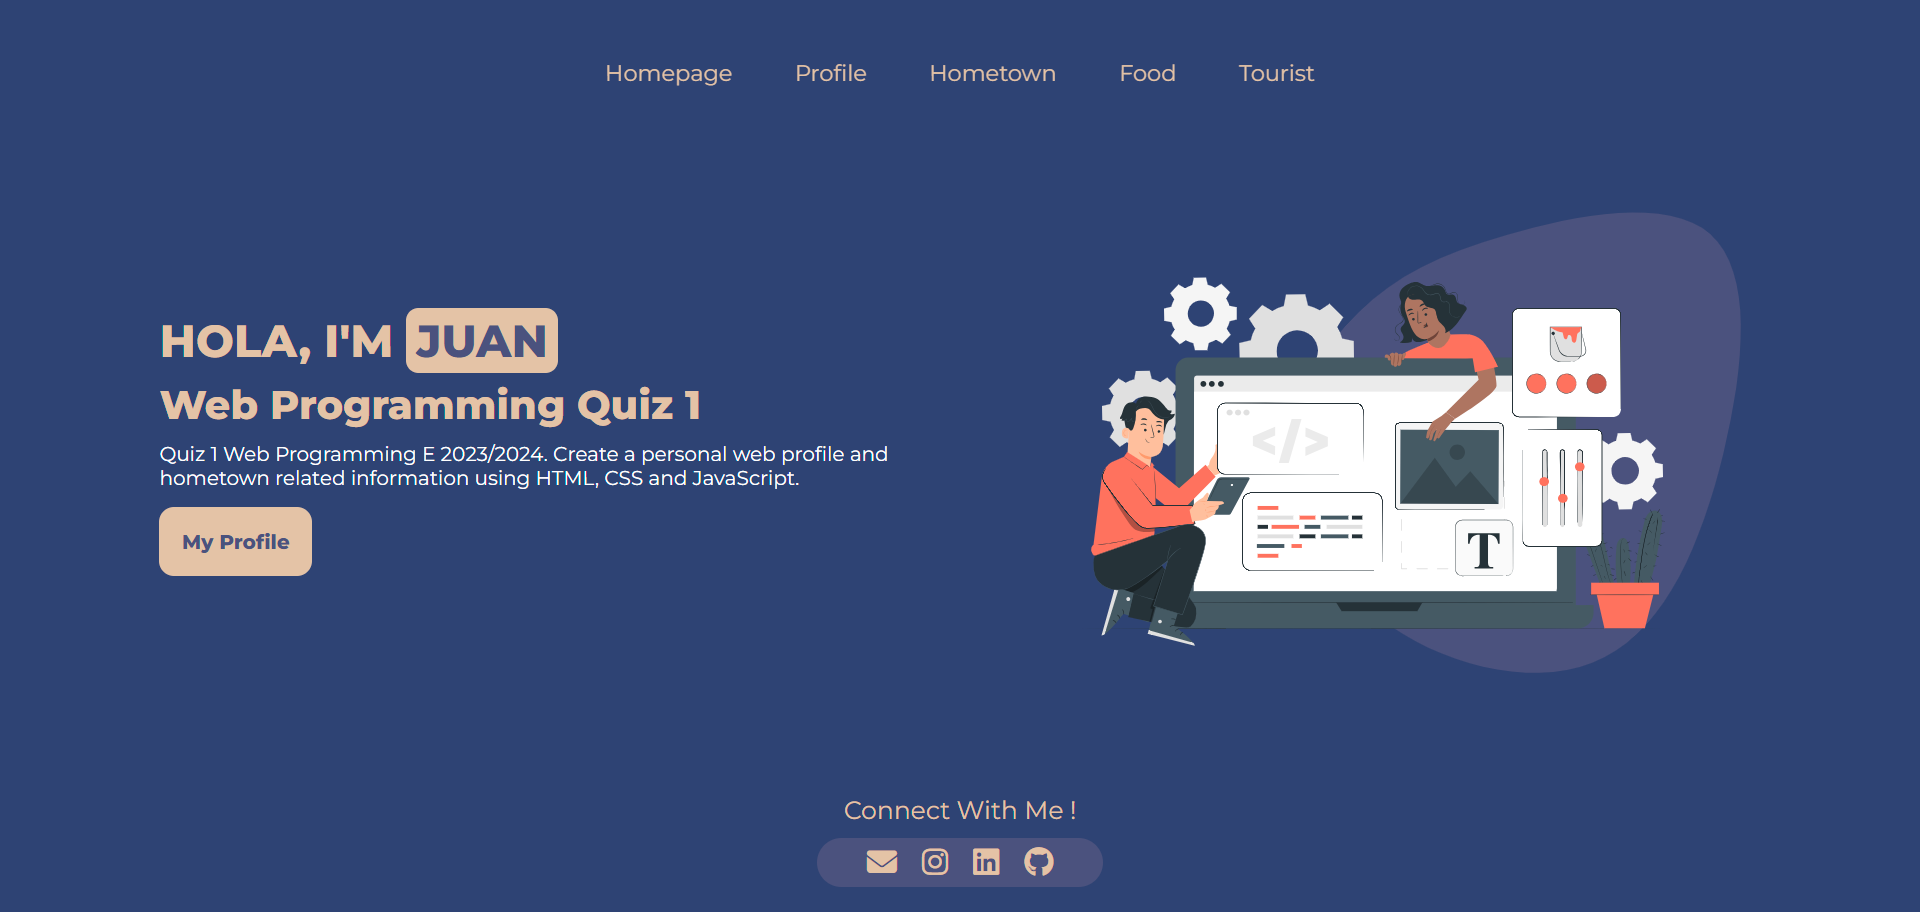 Homepage Profile Hometown Food Tourist
HOLA, I'M JUAN
Web Programming Quiz 1
Quiz 1 Web Programming E 2023/2024. Create a personal web profile and
hometown related information using HTML, CSS and JavaScript.
My Profile
</>
T
Connect With Me !
in